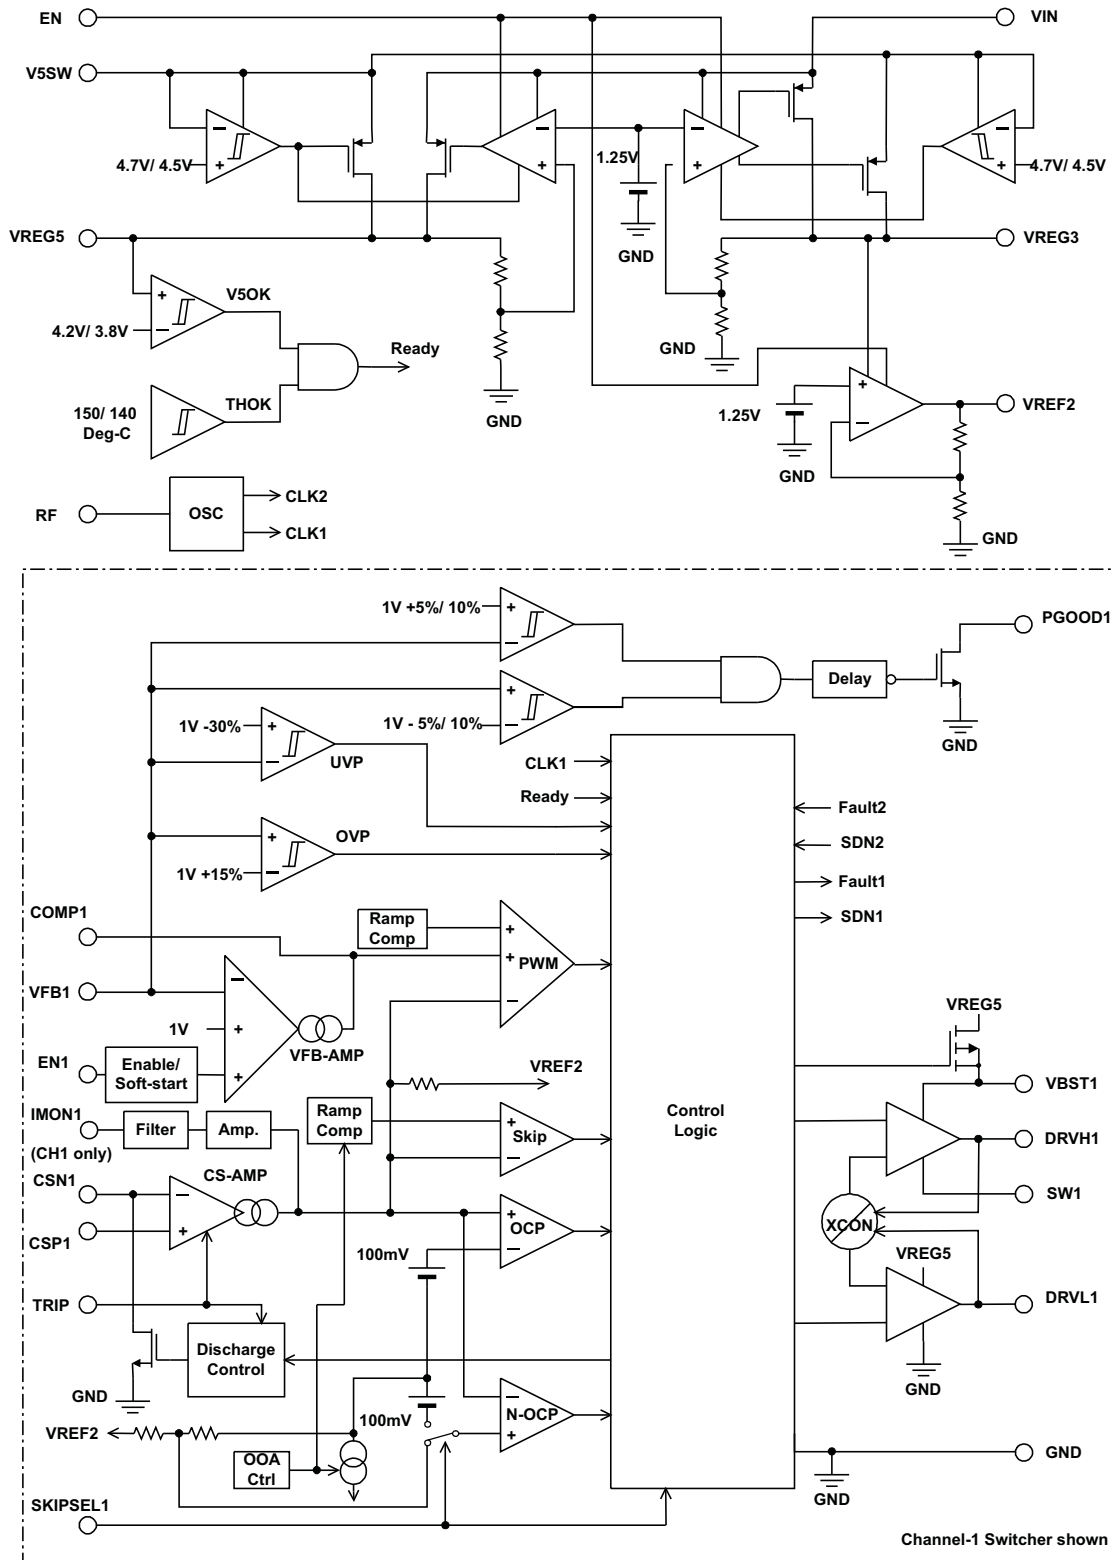 EN
VIN
V5SW
4.7V/ 4.5V
1.25V
4.7V/ 4.5V
GND
VREG5
VREG3
V5OK
4.2V/ 3.8V
Ready
GND
GND
THOK
150/ 140
Deg-C
1.25V
VREF2
GND
RF
OSC
CLK2
CLK1
GND
1V +5%/ 10%
PGOOD1
Delay
1V - 5%/ 10%
GND
1V -30%
UVP
CLK1
Ready
OVP
1V +15%
Fault2
SDN2
Fault1
SDN1
COMP1
Ramp
Comp
PWM
VFB1
1V
VFB-AMP
VREG5
EN1
Enable/
Soft-start
VREF2
VBST1
IMON1
(CH1 only)
Filter
Amp.
Ramp
Comp
Skip
Control
Logic
DRVH1
CS-AMP
CSN1
SW1
CSP1
OCP
XCON
100mV
VREG5
TRIP
DRVL1
Discharge
Control
GND
GND
100mV
N-OCP
VREF2
OOA
Ctrl
GND
GND
SKIPSEL1
Channel-1 Switcher shown